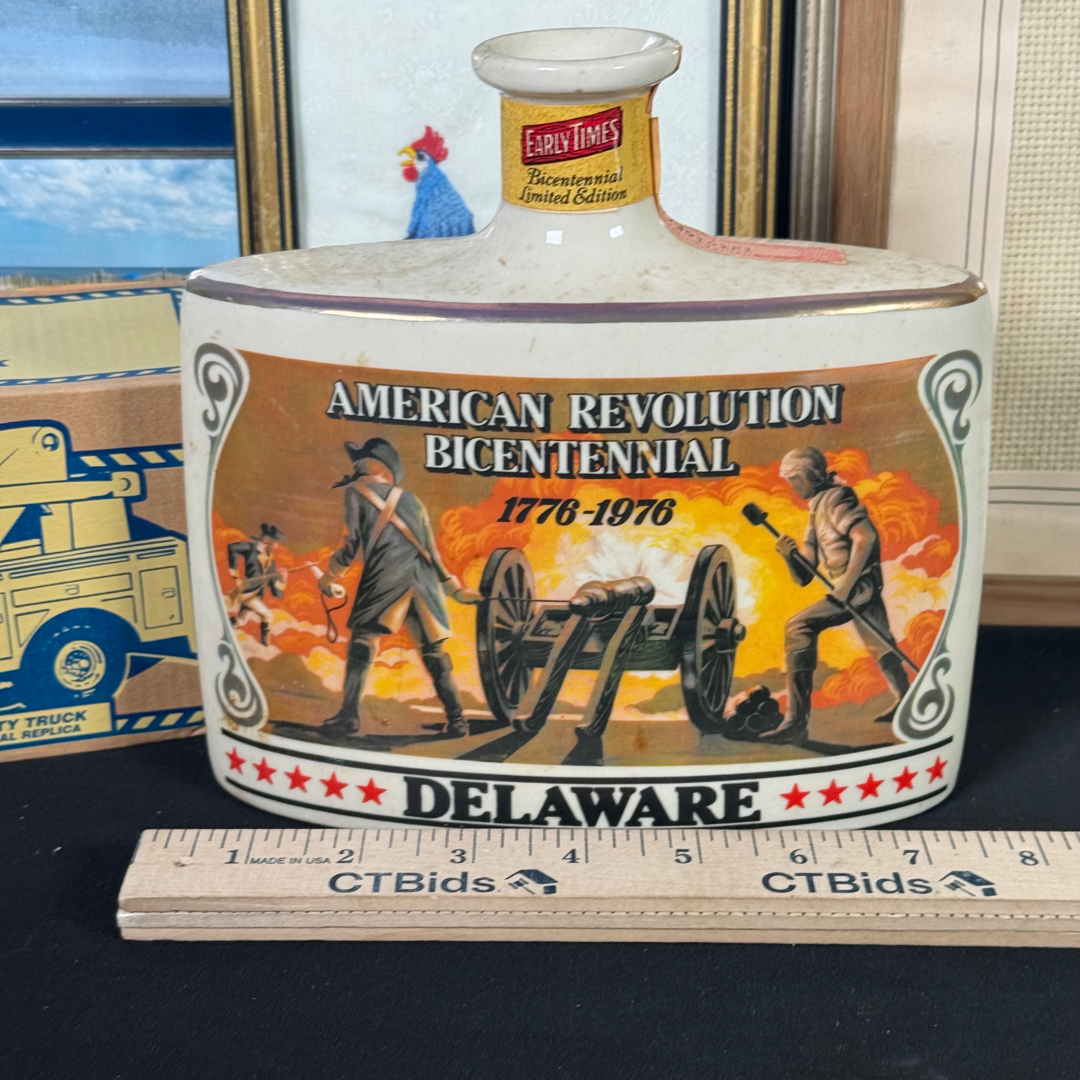 EARLY TIMES
Bicentennial
Limited Edition
AMERICAN REVOLUTION
BICENTENNIAL
1776-1976
DELAWARE
TY TRUCK
AL REPLICA
1 MADE IN USA 2 3 4 5 6 7 8
CTBids CTBids